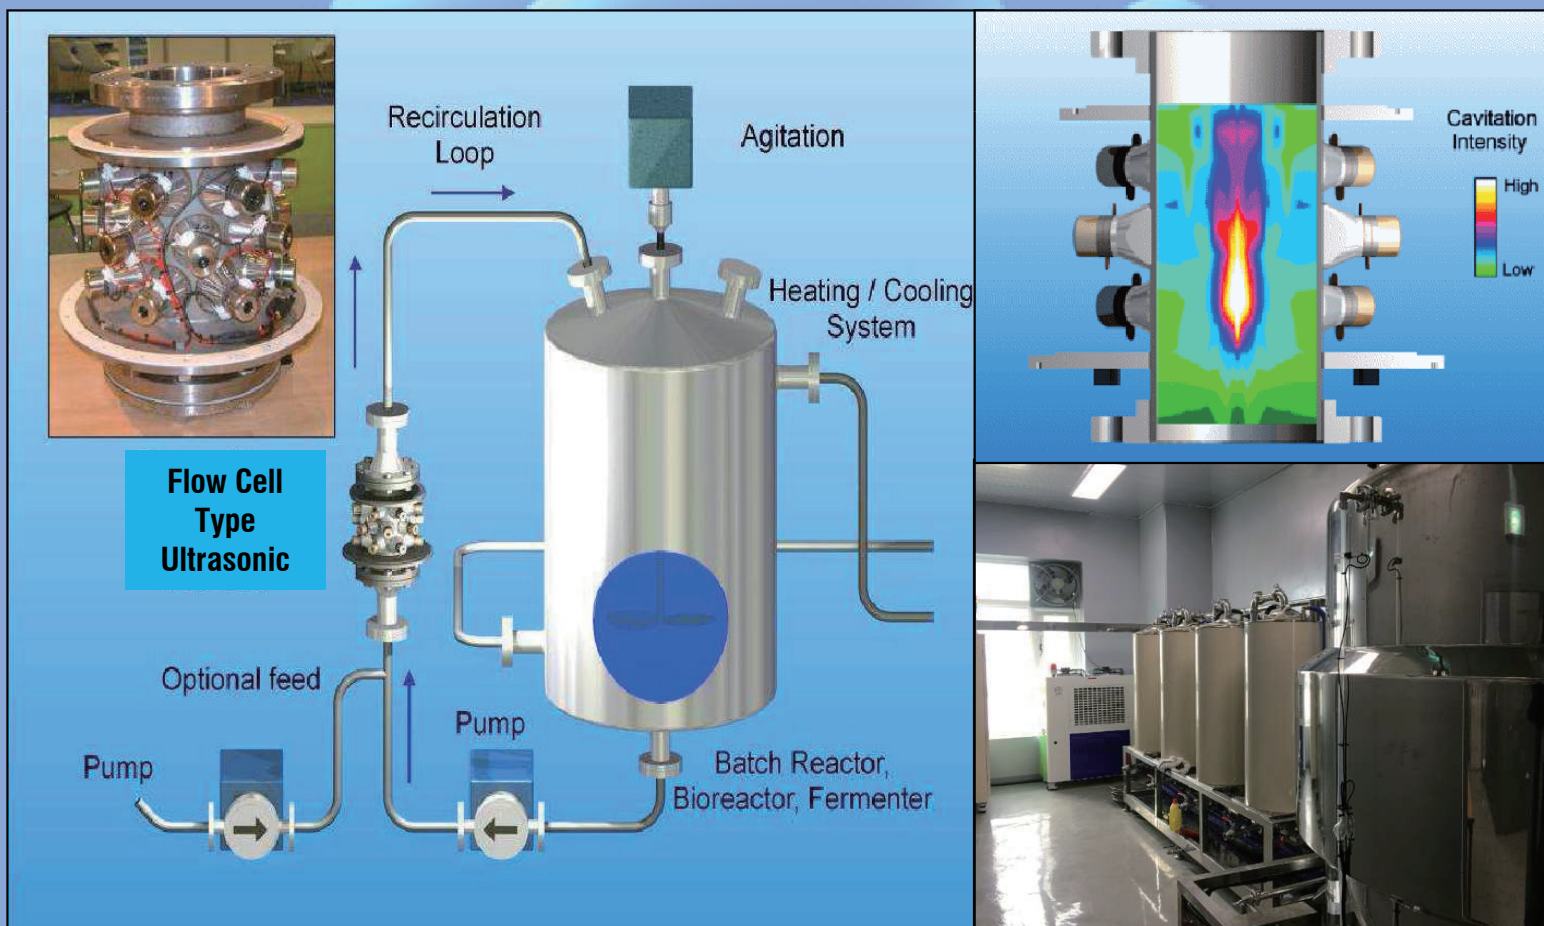 Recirculation
Loop
Agitation
Heating / Cooling
System
Flow Cell
Type
Ultrasonic
Optional feed
Pump
Pump
Batch Reactor,
Bioreactor, Fermenter
Cavitation
Intensity
High
Low